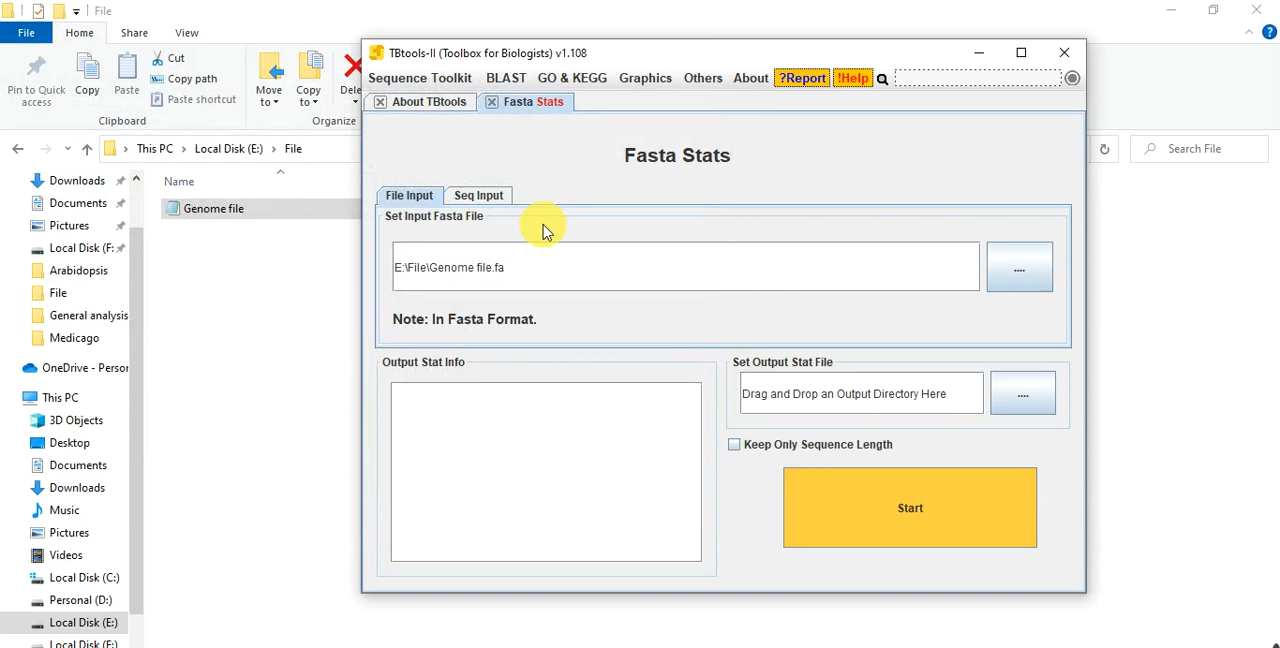 File
File Home Share View
Pin to Quick access
Copy
Paste
Cut
Copy path
Paste shortcut
Move to
Copy to
Dele
Clipboard
Organize
This PC > Local Disk (E:) > File
Search File
Downloads
Documents
Pictures
Local Disk (F:
Arabidopsis
File
General analysis
Medicago
OneDrive - Person
This PC
3D Objects
Desktop
Documents
Downloads
Music
Pictures
Videos
Local Disk (C:)
Personal (D:)
Local Disk (E:)
Local Disk (F:)
Name
Genome file
TBtools-II (Toolbox for Biologists) v1.108
Sequence Toolkit BLAST GO & KEGG Graphics Others About ?Report !Help
About TBtools Fasta Stats
Fasta Stats
File Input Seq Input
Set Input Fasta File
E:\File\Genome file.fa
....
Note: In Fasta Format.
Output Stat Info
Set Output Stat File
Drag and Drop an Output Directory Here
....
Keep Only Sequence Length
Start